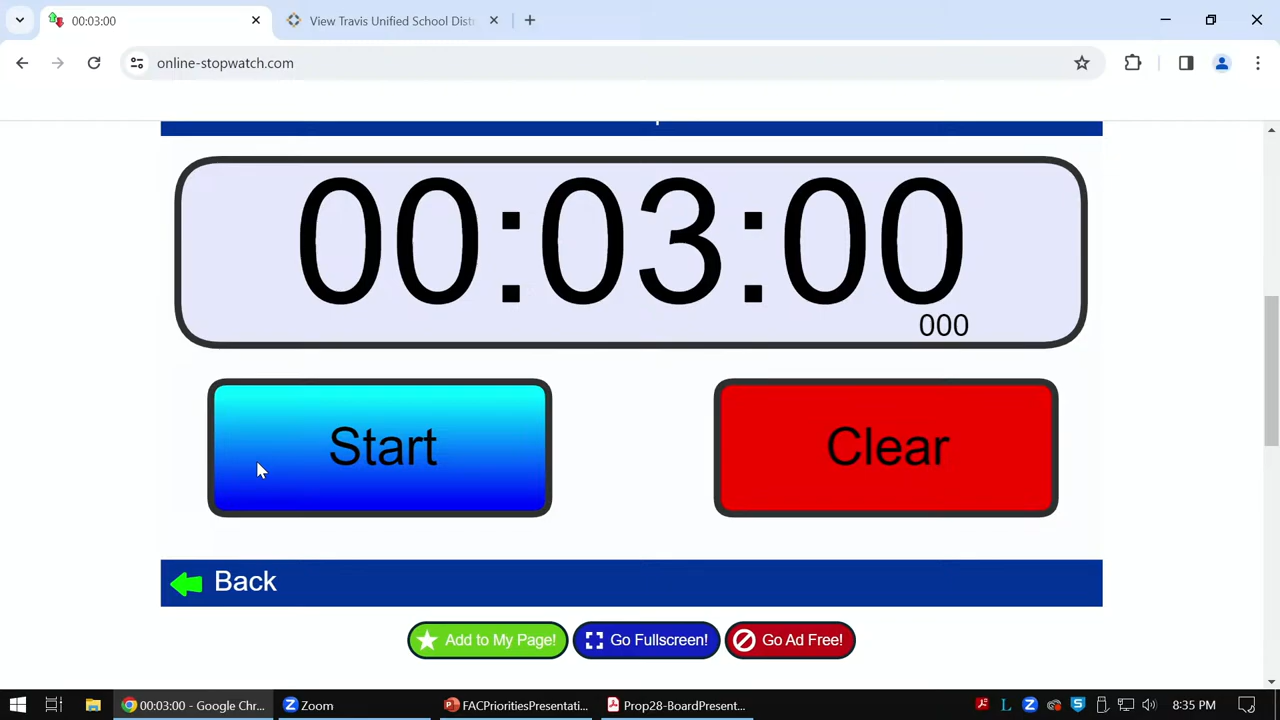 00:03:00
View Travis Unified School Distr
online-stopwatch.com
00:03:00
000
Start
Clear
Back
Add to My Page!
Go Fullscreen!
Go Ad Free!
00:03:00 - Google Chr...
Zoom
FACPrioritiesPresentati...
Prop28-BoardPresent...
8:35 PM